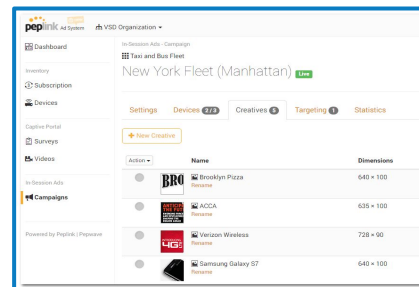 peplink Ad System VSD Organization
Dashboard
In-Session Ads - Campaign
Taxi and Bus Fleet
New York Fleet (Manhattan) Live
Inventory
Subscription
Devices
Settings Devices 2/3 Creatives 5 Targeting 1 Statistics
Captive Portal
Surveys
Videos
+ New Creative
Action Name Dimensions
In-Session Ads
Campaigns
BRO Brooklyn Pizza 640 × 100
Rename
ACCA 635 × 100
Rename
Powered by Peplink | Pepwave
4G Verizon Wireless 728 × 90
Rename
Samsung Galaxy S7 640 × 100
Rename